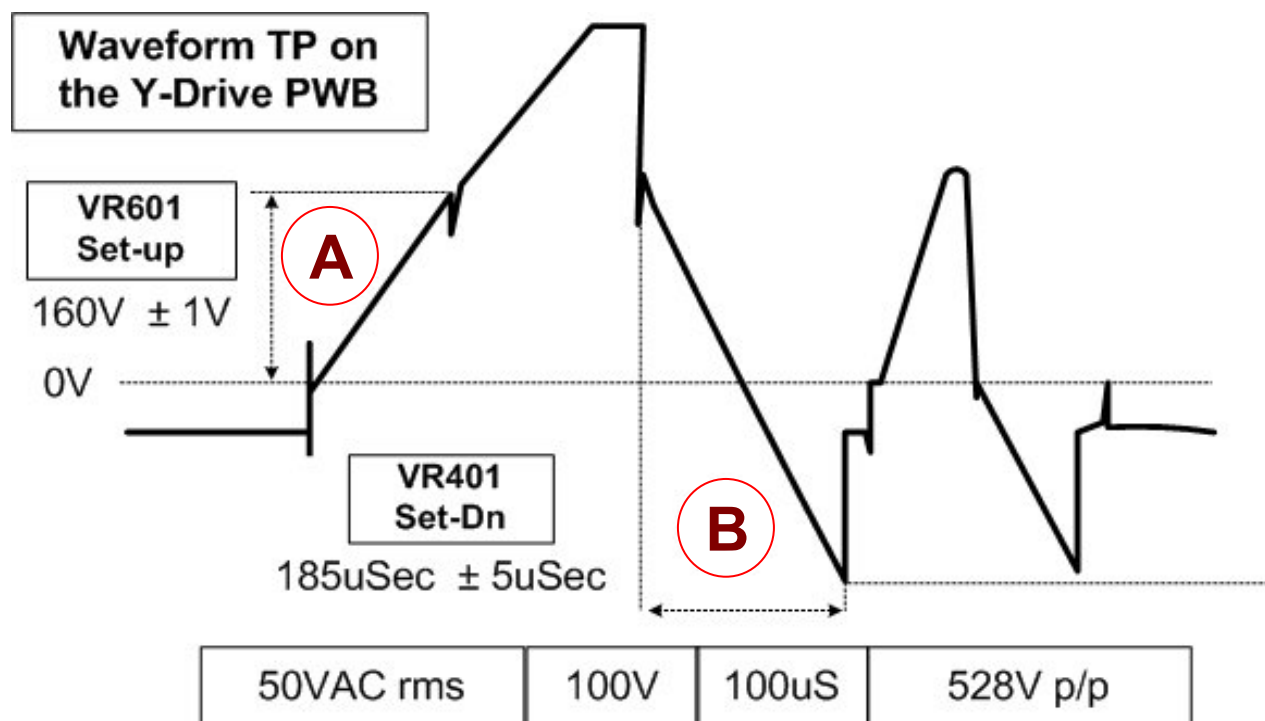 Waveform TP on
the Y-Drive PWB
VR601
Set-up
A
160V ± 1V
0V
VR401
Set-Dn
B
185uSec ± 5uSec
50VAC rms 100V 100uS 528V p/p